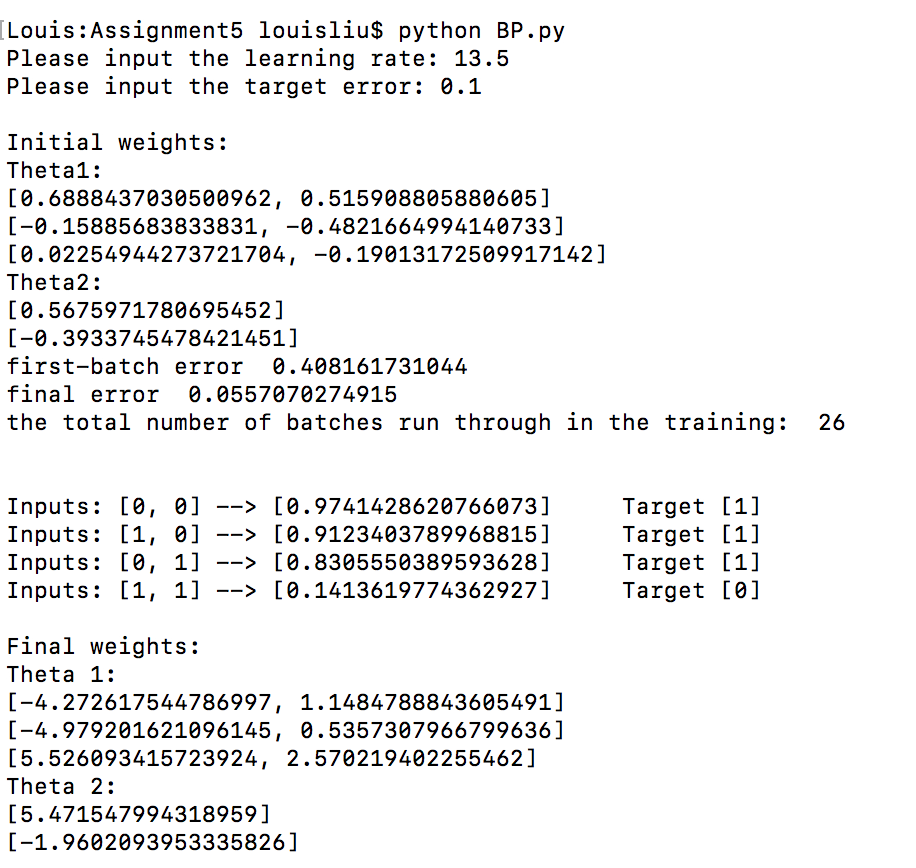 [Louis:Assignment5 louisliu$ python BP.py
Please input the learning rate: 13.5
Please input the target error: 0.1
Initial weights:
Theta1:
[0.6888437030500962, 0.515908805880605]
[-0.15885683833831, -0.4821664994140733]
[0.02254944273721704, -0.19013172509917142]
Theta2:
[0.5675971780695452]
[-0.3933745478421451]
first-batch error  0.408161731044
final error  0.0557070274915
the total number of batches run through in the training:  26
Inputs: [0, 0] --> [0.9741428620766073]     Target [1]
Inputs: [1, 0] --> [0.9123403789968815]     Target [1]
Inputs: [0, 1] --> [0.8305550389593628]     Target [1]
Inputs: [1, 1] --> [0.1413619774362927]     Target [0]
Final weights:
Theta 1:
[-4.272617544786997, 1.1484788843605491]
[-4.979201621096145, 0.5357307966799636]
[5.526093415723924, 2.570219402255462]
Theta 2:
[5.471547994318959]
[-1.9602093953335826]